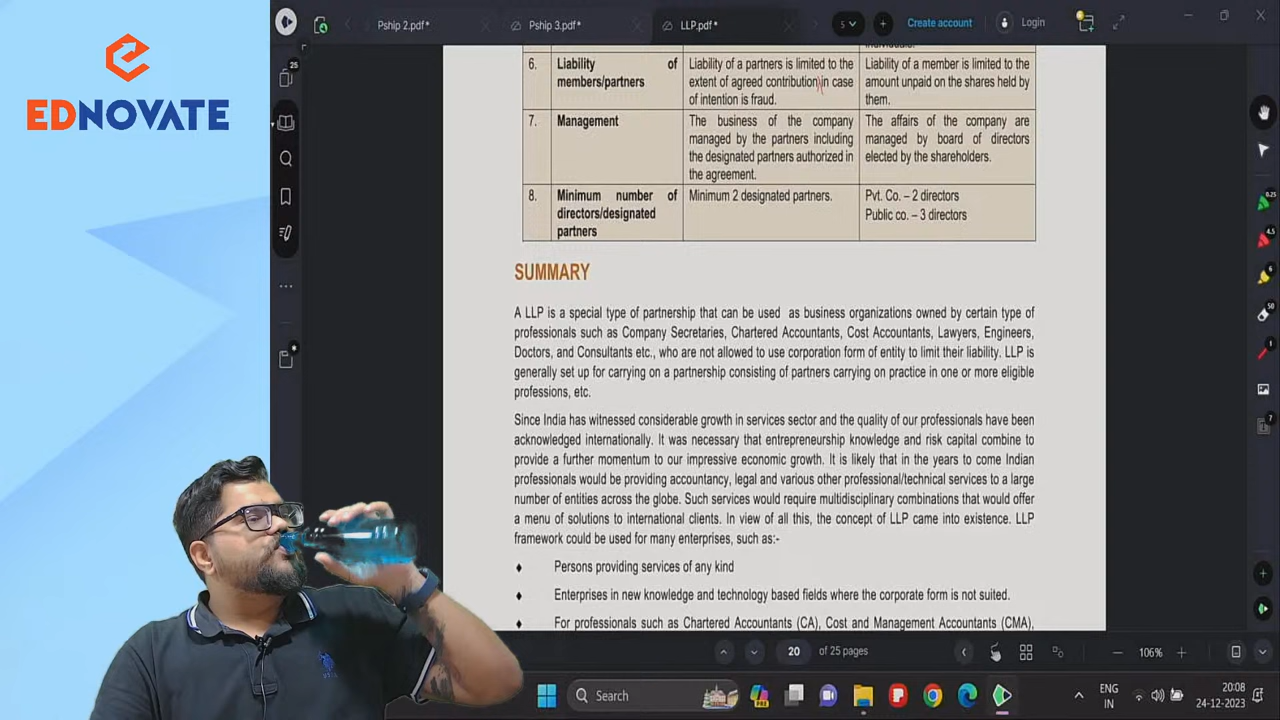 Pship 2.pdf*
Pship 3.pdf*
LLP.pdf*
5
Create account
Login
25
EDNOVATE
6.
Liability of
members/partners
Liability of a partners is limited to the
extent of agreed contribution in case
of intention is fraud.
Liability of a member is limited to the
amount unpaid on the shares held by
them.
7.
Management
The business of the company
managed by the partners including
the designated partners authorized in
the agreement.
The affairs of the company are
managed by board of directors
elected by the shareholders.
8.
Minimum number of
directors/designated
partners
Minimum 2 designated partners.
Pvt. Co. – 2 directors
Public co. – 3 directors
SUMMARY
A LLP is a special type of partnership that can be used as business organizations owned by certain type of
professionals such as Company Secretaries, Chartered Accountants, Cost Accountants, Lawyers, Engineers,
Doctors, and Consultants etc., who are not allowed to use corporation form of entity to limit their liability. LLP is
generally set up for carrying on a partnership consisting of partners carrying on practice in one or more eligible
professions, etc.
Since India has witnessed considerable growth in services sector and the quality of our professionals have been
acknowledged internationally. It was necessary that entrepreneurship knowledge and risk capital combine to
provide a further momentum to our impressive economic growth. It is likely that in the years to come Indian
professionals would be providing accountancy, legal and various other professional/technical services to a large
number of entities across the globe. Such services would require multidisciplinary combinations that would offer
a menu of solutions to international clients. In view of all this, the concept of LLP came into existence. LLP
framework could be used for many enterprises, such as:-
♦ Persons providing services of any kind
♦ Enterprises in new knowledge and technology based fields where the corporate form is not suited.
♦ For professionals such as Chartered Accountants (CA), Cost and Management Accountants (CMA),
0.25
4.5
6
50
1
7
20 of 25 pages
106%
Search
PRE
ENG
IN
20:08
24-12-2023